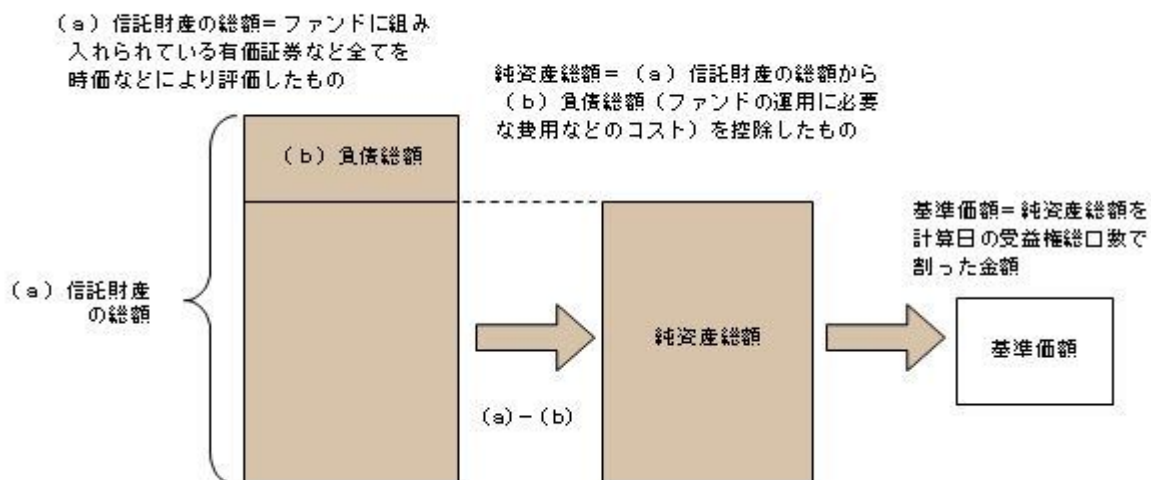 （a）信託財産の総額＝ファンドに組み
入れられている有価証券など全てを
時価などにより評価したもの
純資産総額＝（a）信託財産の総額から
（b）負債総額（ファンドの運用に必要
な費用などのコスト）を控除したもの
（b）負債総額
基準価額＝純資産総額を
計算日の受益権総口数で
割った金額
（a）信託財産
の総額
純資産総額
基準価額
（a）－（b）